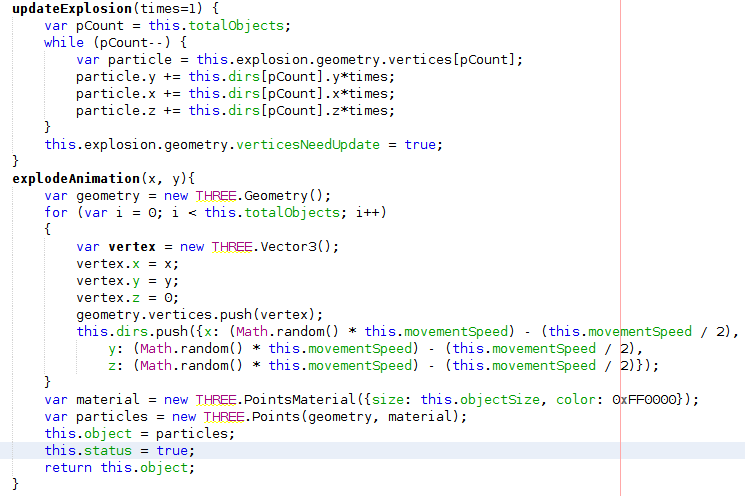 updateExplosion(times=1) {
    var pCount = this.totalObjects;
    while (pCount--) {
        var particle = this.explosion.geometry.vertices[pCount];
        particle.y += this.dirs[pCount].y*times;
        particle.x += this.dirs[pCount].x*times;
        particle.z += this.dirs[pCount].z*times;
    }
    this.explosion.geometry.verticesNeedUpdate = true;
}
explodeAnimation(x, y){
    var geometry = new THREE.Geometry();
    for (var i = 0; i < this.totalObjects; i++)
    {
        var vertex = new THREE.Vector3();
        vertex.x = x;
        vertex.y = y;
        vertex.z = 0;
        geometry.vertices.push(vertex);
        this.dirs.push({x: (Math.random() * this.movementSpeed) - (this.movementSpeed / 2),
            y: (Math.random() * this.movementSpeed) - (this.movementSpeed / 2),
            z: (Math.random() * this.movementSpeed) - (this.movementSpeed / 2)});
    }
    var material = new THREE.PointsMaterial({size: this.objectSize, color: 0xFF0000});
    var particles = new THREE.Points(geometry, material);
    this.object = particles;
    this.status = true;
    return this.object;
}